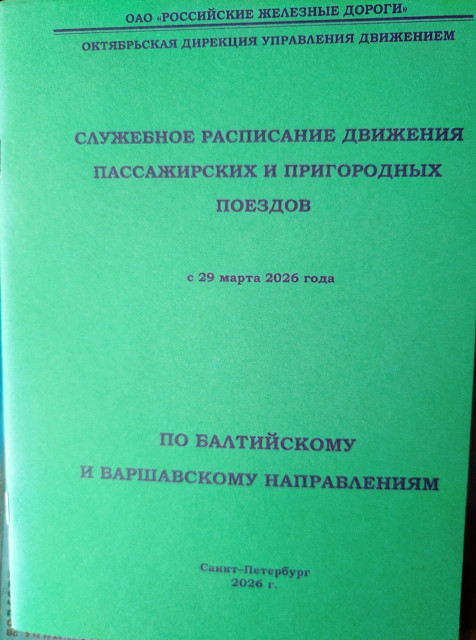 ОАО «РОССИЙСКИЕ ЖЕЛЕЗНЫЕ ДОРОГИ»
ОКТЯБРЬСКАЯ ДИРЕКЦИЯ УПРАВЛЕНИЯ ДВИЖЕНИЕМ
СЛУЖЕБНОЕ РАСПИСАНИЕ ДВИЖЕНИЯ
ПАССАЖИРСКИХ И ПРИГОРОДНЫХ
ПОЕЗДОВ
с 29 марта 2026 года
ПО БАЛТИЙСКОМУ
И ВАРШАВСКОМУ НАПРАВЛЕНИЯМ
Санкт-Петербург
2026 г.